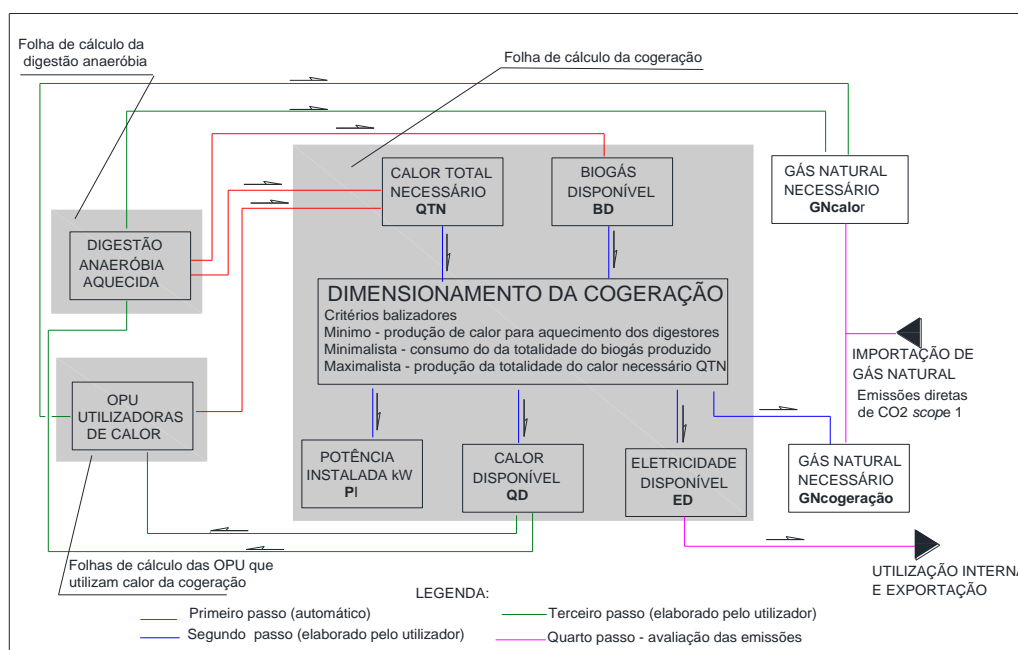 Folha de cálculo da
digestão anaeróbia
Folha de cálculo da cogeração
CALOR TOTAL
NECESSÁRIO
QTN
BIOGÁS
DISPONÍVEL
BD
GÁS NATURAL
NECESSÁRIO
GNcalor
DIGESTÃO
ANAERÓBIA
AQUECIDA
DIMENSIONAMENTO DA COGERAÇÃO
Critérios balizadores
Minimo - produção de calor para aquecimento dos digestores
Minimalista - consumo do da totalidade do biogás produzido
Maximalista - produção da totalidade do calor necessário QTN
IMPORTAÇÃO DE
GÁS NATURAL
Emissões diretas
de CO2 scope 1
OPU
UTILIZADORAS
DE CALOR
POTÊNCIA
INSTALADA kW
PI
CALOR
DISPONÍVEL
QD
ELETRICIDADE
DISPONÍVEL
ED
GÁS NATURAL
NECESSÁRIO
GNcogeração
Folhas de cálculo das OPU que
utilizam calor da cogeração
UTILIZAÇÃO INTERNA
E EXPORTAÇÃO
LEGENDA:
Primeiro passo (automático)
Segundo passo (elaborado pelo utilizador)
Terceiro passo (elaborado pelo utilizador)
Quarto passo - avaliação das emissões